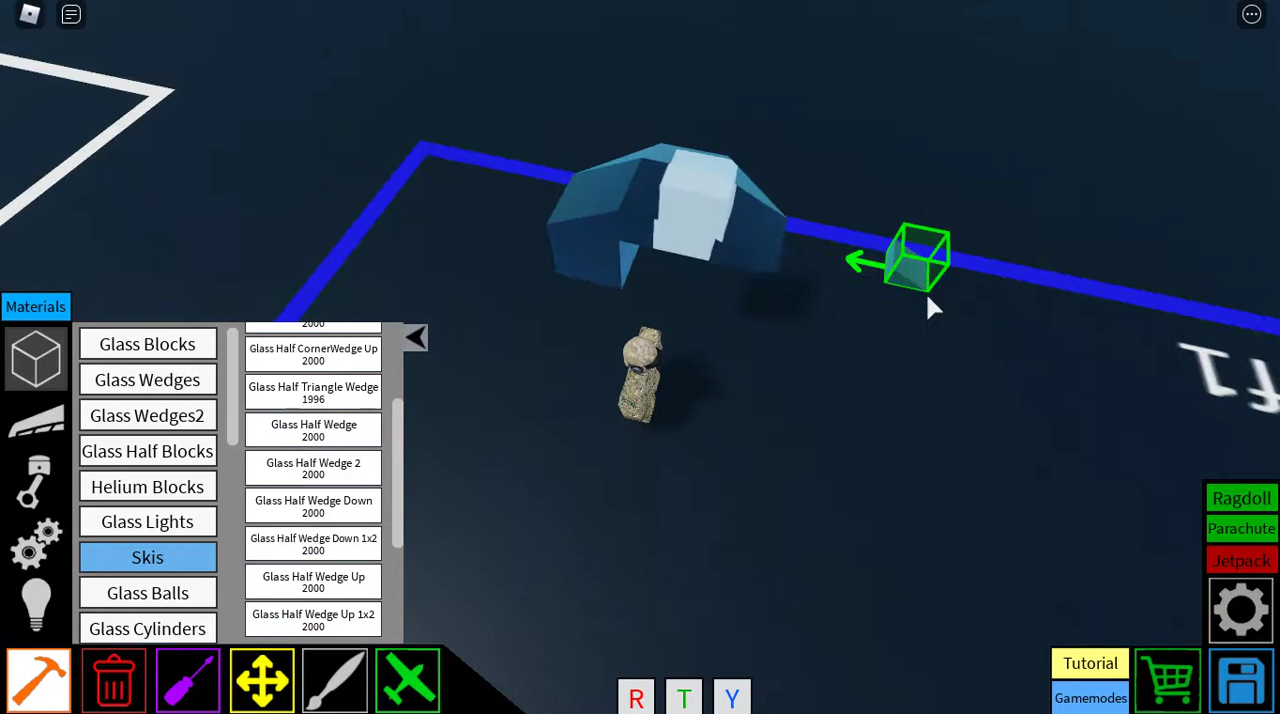 f1
Materials
Glass Blocks
Glass Wedges
Glass Wedges2
Glass Half Blocks
Helium Blocks
Glass Lights
Skis
Glass Balls
Glass Cylinders
2000
Glass Half CornerWedge Up
2000
Glass Half Triangle Wedge
1996
Glass Half Wedge
2000
Glass Half Wedge 2
2000
Glass Half Wedge Down
2000
Glass Half Wedge Down 1x2
2000
Glass Half Wedge Up
2000
Glass Half Wedge Up 1x2
2000
Ragdoll
Parachute
Jetpack
Tutorial
Gamemodes
R T Y